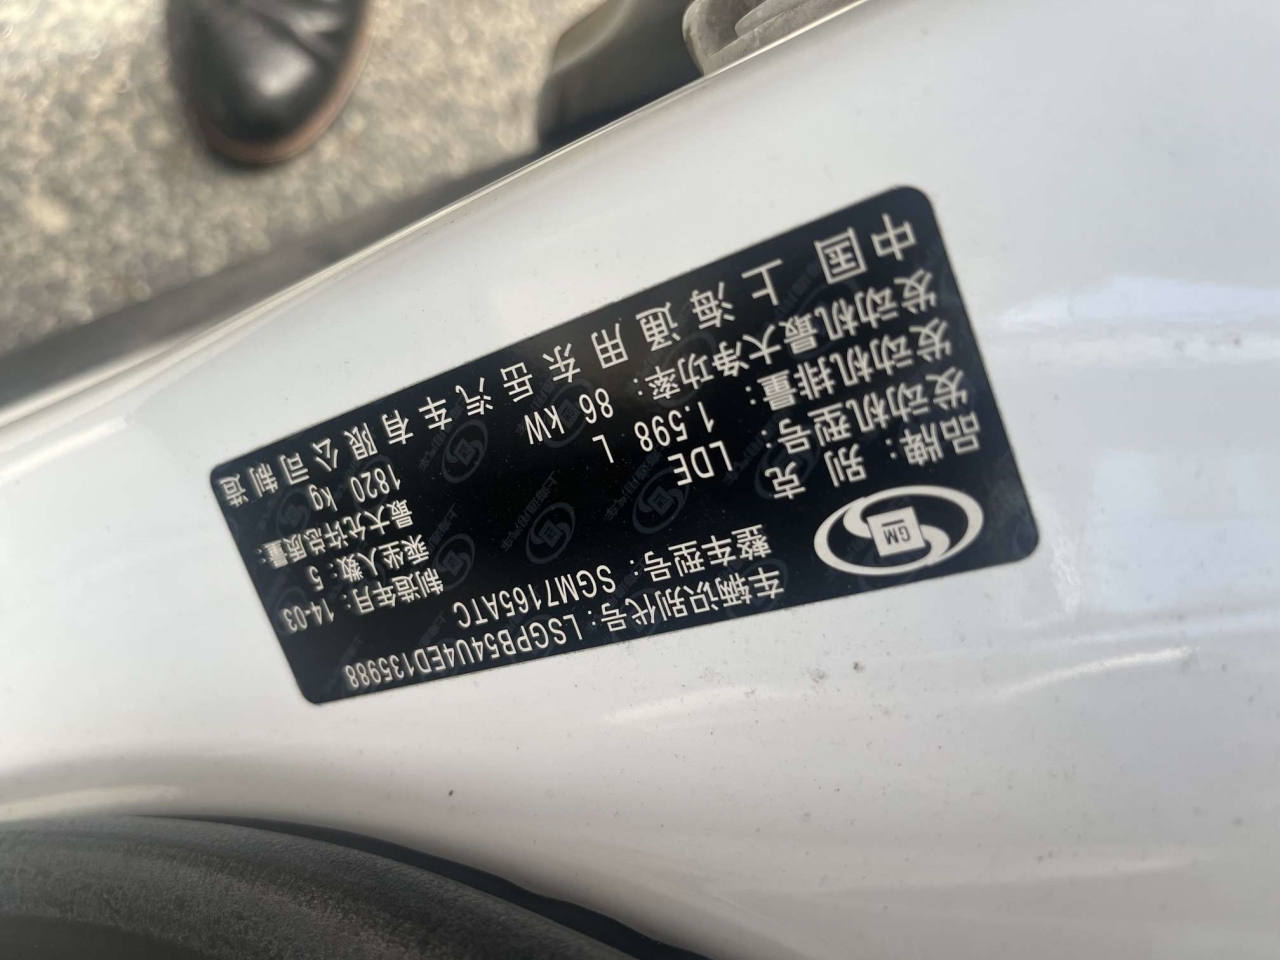 GM
车辆识别代号:LSGPB54U4ED135988
整车型号: SGM7165ATC
制造年月: 14-03
乘坐人数: 5
最大允许总质量:
1820 kg
品牌: 别 克
发动机型号: LDE
发动机排量: 1.598 L
发动机最大净功率: 86 kW
中国 上海通用东岳汽车有限公司制造